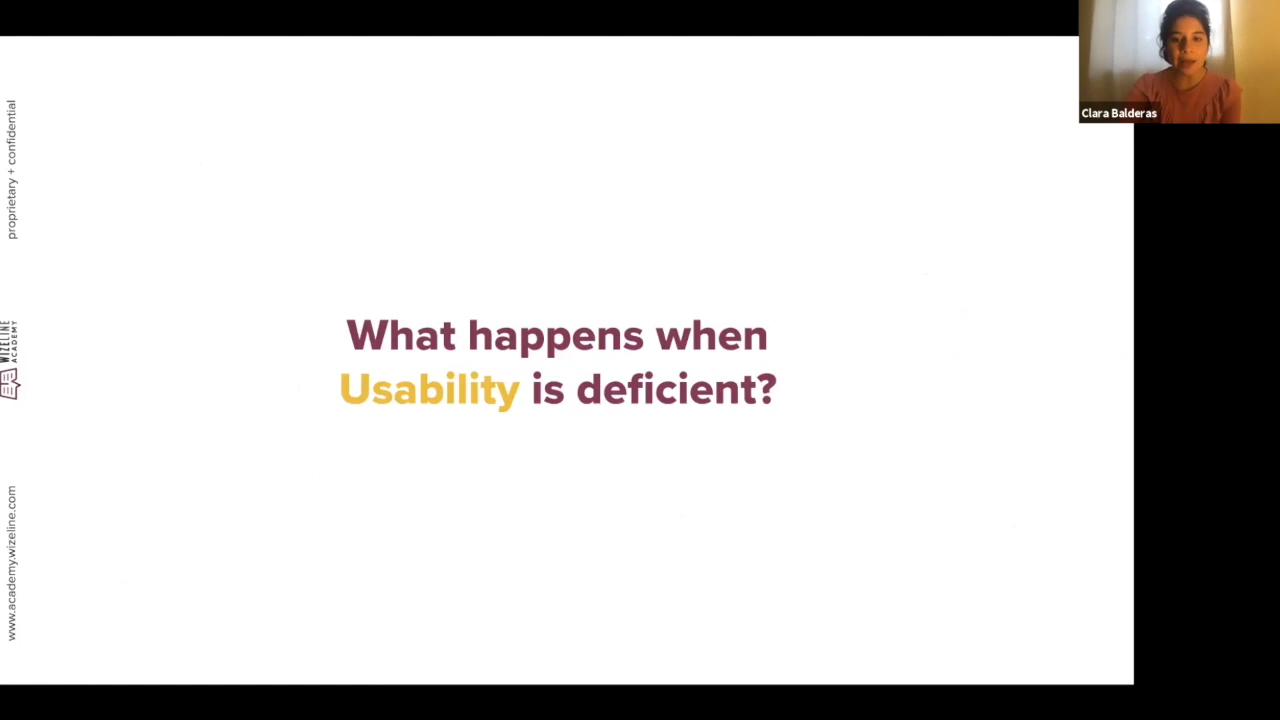 proprietary + confidential
WIZELINE
ACADEMY
www.academy.wizeline.com
What happens when
Usability is deficient?
Clara Balderas